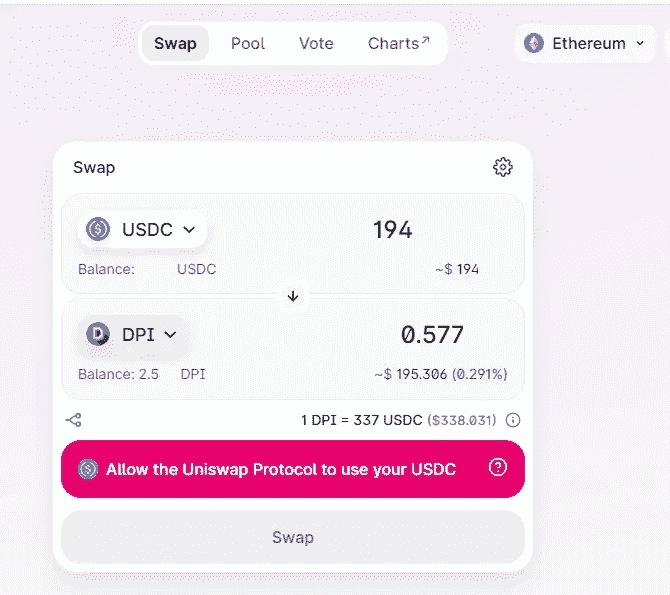 Swap Pool Vote Charts↗ Ethereum
Swap
USDC 194
Balance: USDC ~$ 194
DPI 0.577
Balance: 2.5 DPI ~$ 195.306 (0.291%)
1 DPI = 337 USDC ($338.031)
Allow the Uniswap Protocol to use your USDC
Swap